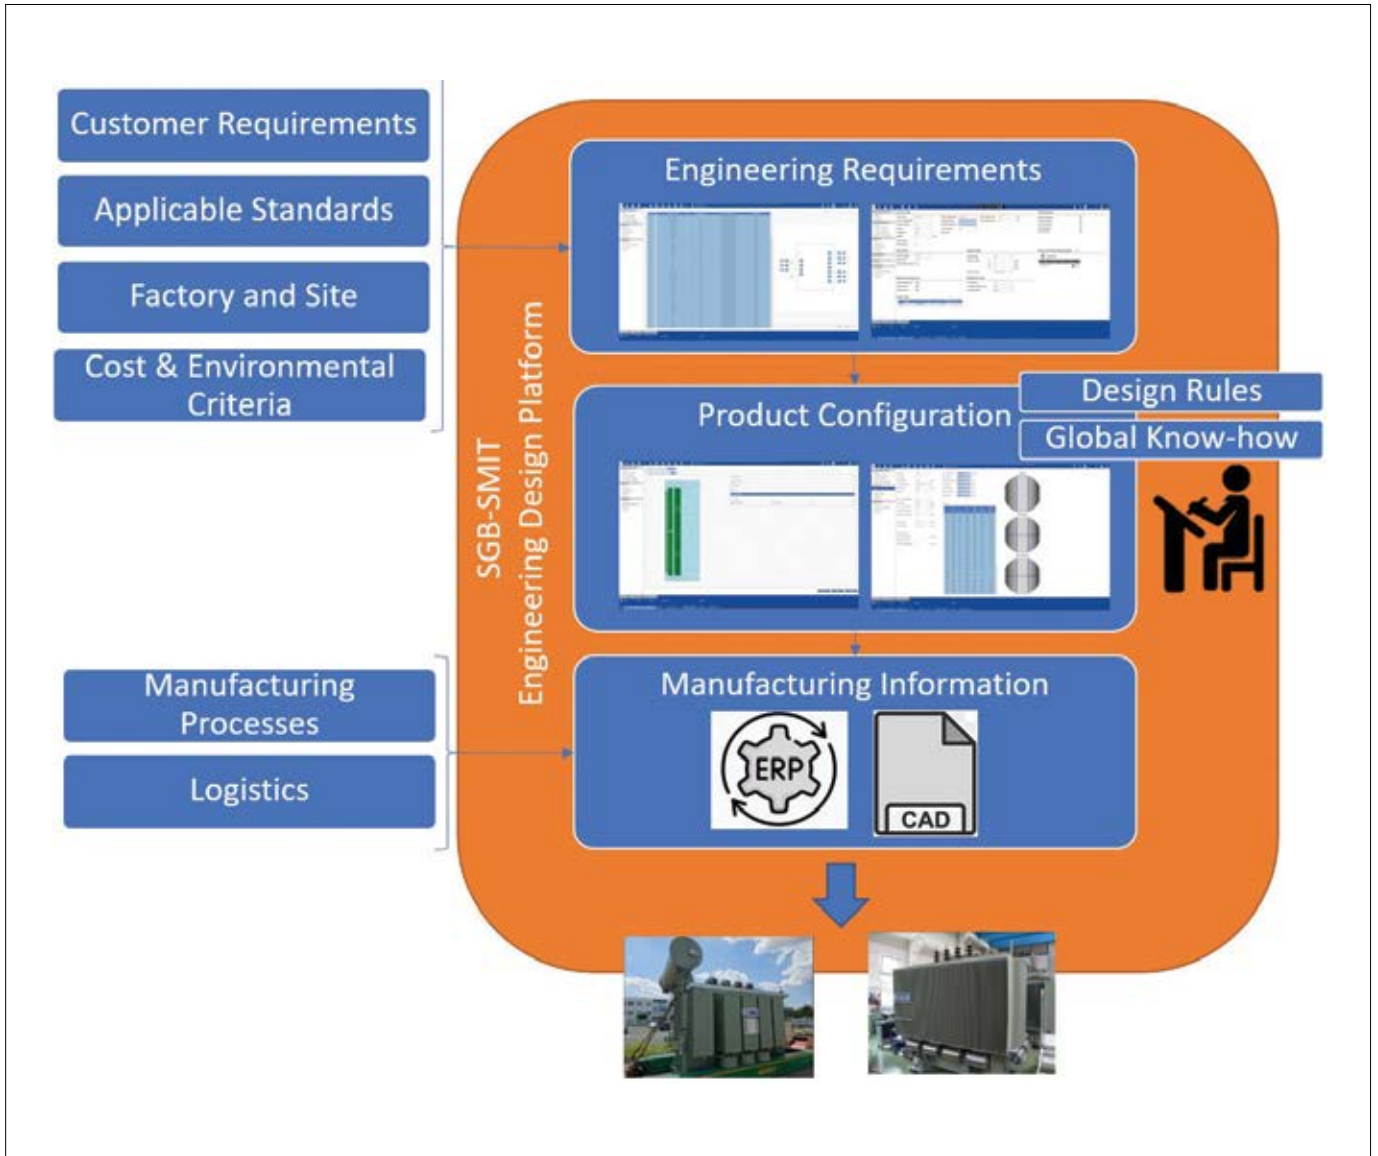 Customer Requirements
Applicable Standards
Factory and Site
Cost & Environmental
Criteria
Manufacturing
Processes
Logistics
SGB-SMIT
Engineering Design Platform
Engineering Requirements
Product Configuration
Design Rules
Global Know-how
Manufacturing Information
ERP
CAD